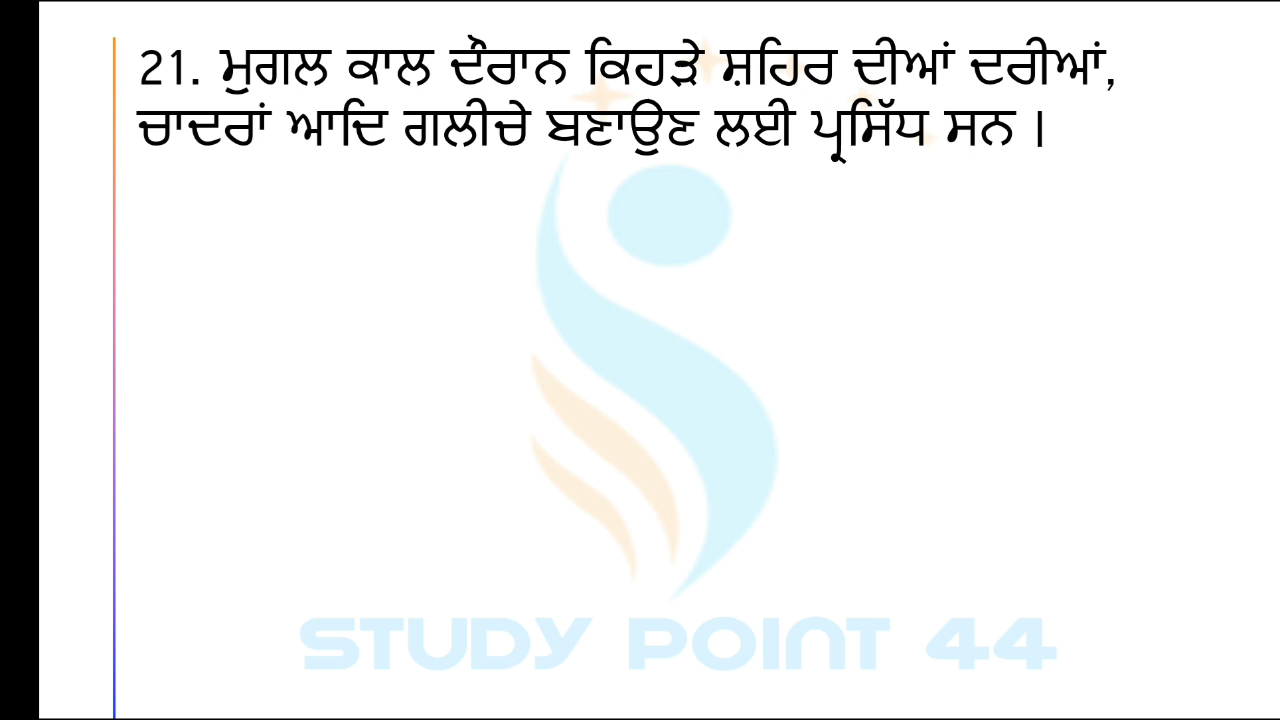 21. ਮੁਗਲ ਕਾਲ ਦੌਰਾਨ ਕਿਹੜੇ ਸ਼ਹਿਰ ਦੀਆਂ ਦਰੀਆਂ,
ਚਾਦਰਾਂ ਆਦਿ ਗਲੀਚੇ ਬਣਾਉਣ ਲਈ ਪ੍ਰਸਿੱਧ ਸਨ।
STUDY POINT 44